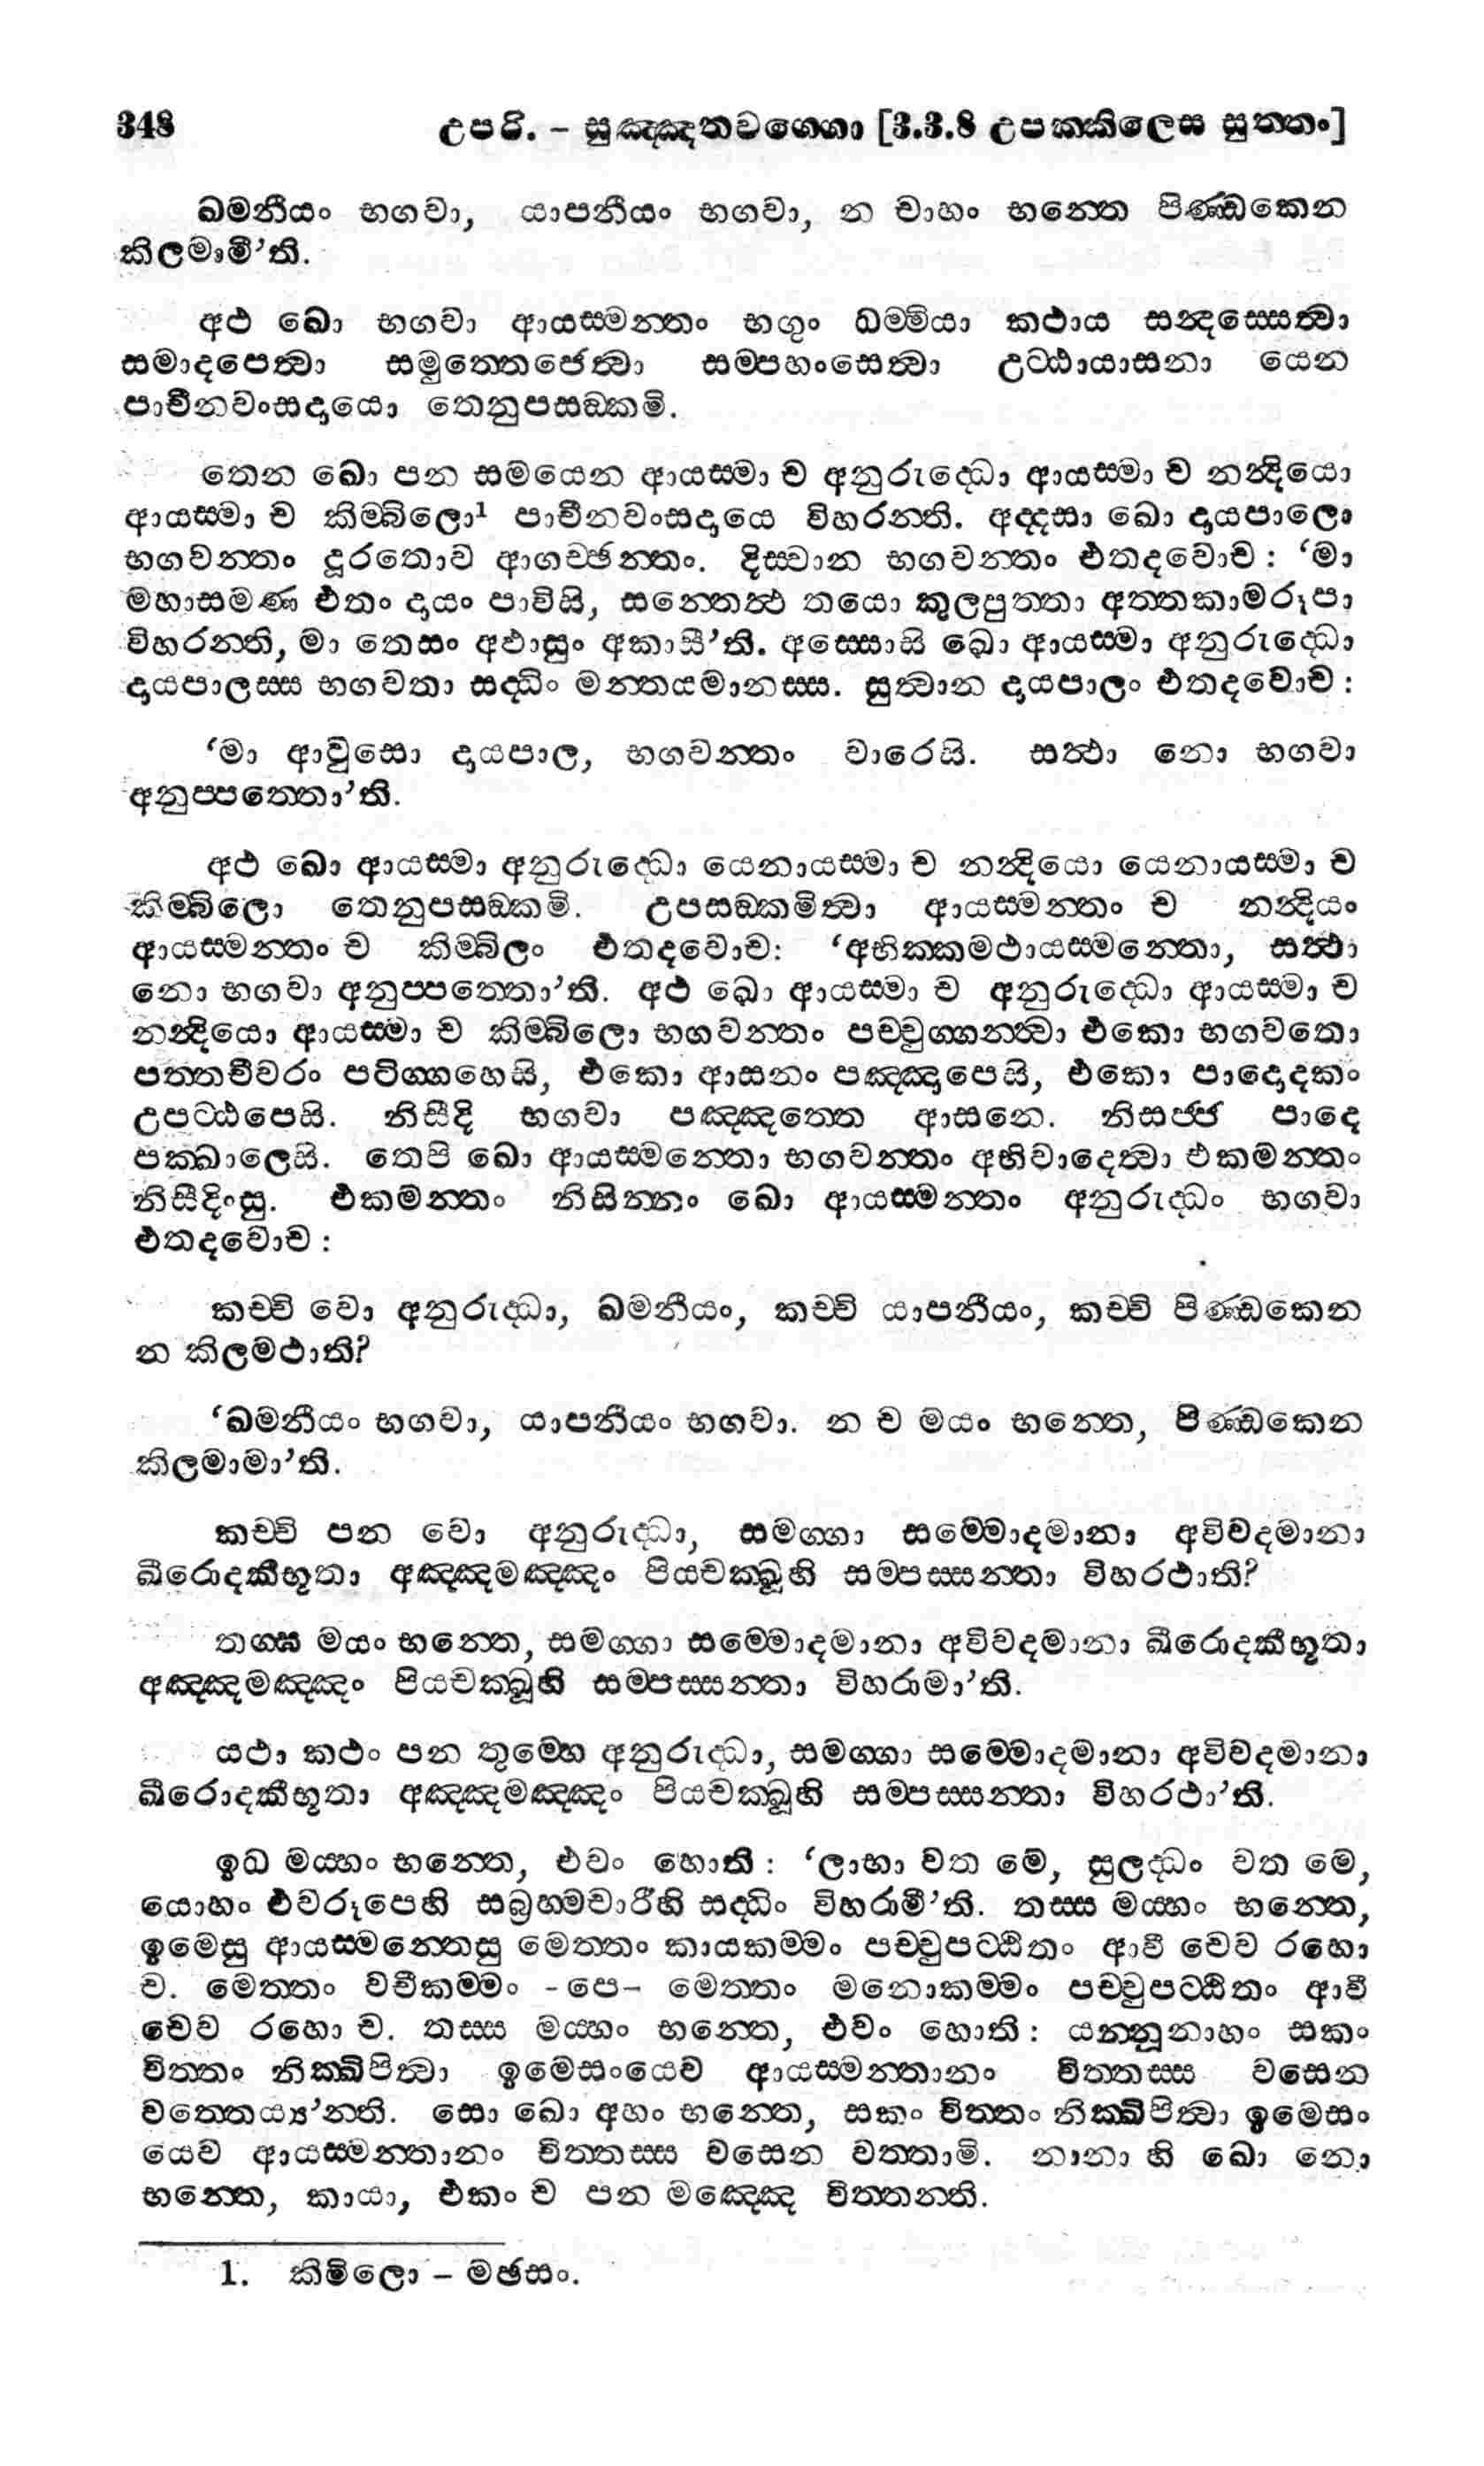 348 උපරි. – සුඤ්ඤතවග්ගො [3.3.8 උපක්කිලෙස සුත්තං]
ඛමනීයං භගවා, යාපනීයං භගවා, න චාහං භන්තෙ පිණ්ඩකෙන
කිලමාමී’ති.
අථ ඛො භගවා ආයස්මන්තං භගුං ධම්මියා කථාය සන්දස්සෙත්වා
සමාදපෙත්වා සමුත්තෙජෙත්වා සම්පහංසෙත්වා උට්ඨායාසනා යෙන
පාචීනවංසදායො තෙනුපසඞ්කමි.
තෙන ඛො පන සමයෙන ආයස්මා ච අනුරුද්ධො ආයස්මා ච නන්දියො
ආයස්මා ච කිම්බිලො¹ පාචීනවංසදායෙ විහරන්ති. අද්දසා ඛො දායපාලො
භගවන්තං දූරතොව ආගච්ඡන්තං. දිස්වාන භගවන්තං එතදවොච : ‘මා
මහාසමණ එතං දායං පාවිසි, සන්තෙත්ථ තයො කුලපුත්තා අත්තකාමරූපා
විහරන්ති, මා තෙසං අඵාසුං අකාසී’ති. අස්සොසි ඛො ආයස්මා අනුරුද්ධො
දායපාලස්ස භගවතා සද්ධිං මන්තයමානස්ස. සුත්වාන දායපාලං එතදවොච :
‘මා ආවුසො දායපාල, භගවන්තං වාරෙසි. සත්ථා නො භගවා
අනුප්පත්තො’ති.
අථ ඛො ආයස්මා අනුරුද්ධො යෙනායස්මා ච නන්දියො යෙනායස්මා ච
කිම්බිලො තෙනුපසඞ්කමි. උපසඞ්කමිත්වා ආයස්මන්තං ච නන්දියං
ආයස්මන්තං ච කිම්බිලං එතදවොච: ‘අභික්කමථායස්මන්තො, සත්ථා
නො භගවා අනුප්පත්තො’ති. අථ ඛො ආයස්මා ච අනුරුද්ධො ආයස්මා ච
නන්දියො ආයස්මා ච කිම්බිලො භගවන්තං පච්චුග්ගන්ත්වා එකො භගවතො
පත්තචීවරං පටිග්ගහෙසි, එකො ආසනං පඤ්ඤාපෙසි, එකො පාදොදකං
උපට්ඨපෙසි. නිසීදි භගවා පඤ්ඤත්තෙ ආසනෙ. නිසජ්ජ පාදෙ
පක්ඛාලෙසි. තෙපි ඛො ආයස්මන්තො භගවන්තං අභිවාදෙත්වා එකමන්තං
නිසීදිංසු. එකමන්තං නිසින්නං ඛො ආයස්මන්තං අනුරුද්ධං භගවා
එතදවොච :
කච්චි වො අනුරුද්ධා, ඛමනීයං, කච්චි යාපනීයං, කච්චි පිණ්ඩකෙන
න කිලමථාති?
‘ඛමනීයං භගවා, යාපනීයං භගවා. න ච මයං භන්තෙ, පිණ්ඩකෙන
කිලමාමා’ති.
කච්චි පන වො අනුරුද්ධා, සමග්ගා සම්මොදමානා අවිවදමානා
ඛීරොදකීභූතා අඤ්ඤමඤ්ඤං පියචක්ඛූහි සම්පස්සන්තා විහරථාති?
තග්ඝ මයං භන්තෙ, සමග්ගා සම්මොදමානා අවිවදමානා ඛීරොදකීභූතා
අඤ්ඤමඤ්ඤං පියචක්ඛූහි සම්පස්සන්තා විහරාමා’ති.
යථා කථං පන තුම්හෙ අනුරුද්ධා, සමග්ගා සම්මොදමානා අවිවදමානා
ඛීරොදකීභූතා අඤ්ඤමඤ්ඤං පියචක්ඛූහි සම්පස්සන්තා විහරථා’ති.
ඉධ මය්හං භන්තෙ, එවං හොති : ‘ලාභා වත මෙ, සුලද්ධං වත මෙ,
යොහං එවරූපෙහි සබ්‍රහ්මචාරීහි සද්ධිං විහරාමී’ති. තස්ස මය්හං භන්තෙ,
ඉමෙසු ආයස්මන්තෙසු මෙත්තං කායකම්මං පච්චුපට්ඨිතං ආවී චෙව රහො
ච. මෙත්තං වචීකම්මං -පෙ- මෙත්තං මනොකම්මං පච්චුපට්ඨිතං ආවී
චෙව රහො ච. තස්ස මය්හං භන්තෙ, එවං හොති : යන්නූනාහං සකං
චිත්තං නික්ඛිපිත්වා ඉමෙසංයෙව ආයස්මන්තානං චිත්තස්ස වසෙන
වත්තෙය්‍ය’න්ති. සො ඛො අහං භන්තෙ, සකං චිත්තං නික්ඛිපිත්වා ඉමෙසං
යෙව ආයස්මන්තානං චිත්තස්ස වසෙන වත්තාමි. නානා හි ඛො නො
භන්තෙ, කායා, එකං ච පන මඤ්ඤෙ චිත්තන්ති.
1. කිමිලො – මඡසං.